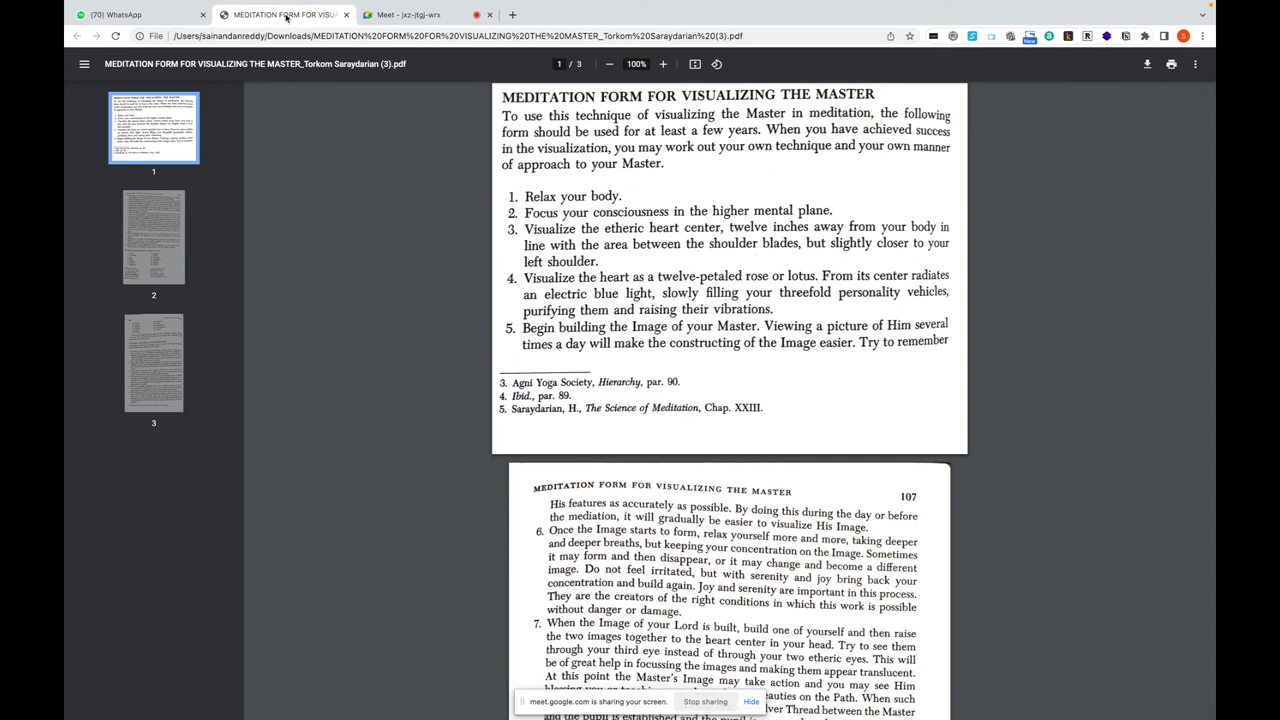 (70) WhatsApp
MEDITATION FORM FOR VISU
Meet - jxz-jtgj-wrx
File
/Users/sainandanreddy/Downloads/MEDITATION%20FORM%20FOR%20VISUALIZING%20THE%20MASTER_Torkom%20Saraydarian%20(3).pdf
New
S
MEDITATION FORM FOR VISUALIZING THE MASTER_Torkom Saraydarian (3).pdf
1 / 3
100%
1
2
3
MEDITATION FORM FOR VISUALIZING THE MASTER
To use this technique of visualizing the Master in meditation, the following
form should be used for at least a few years. When you have achieved success
in the visualization, you may work out your own technique and your own manner
of approach to your Master.
1. Relax your body.
2. Focus your consciousness in the higher mental plane.
3. Visualize the etheric heart center, twelve inches away from your body in
line with the area between the shoulder blades, but slightly closer to your
left shoulder.
4. Visualize the heart as a twelve-petaled rose or lotus. From its center radiates
an electric blue light, slowly filling your threefold personality vehicles,
purifying them and raising their vibrations.
5. Begin building the Image of your Master. Viewing a picture of Him several
times a day will make the constructing of the Image easier. Try to remember
3. Agni Yoga Society, Hierarchy, par. 90.
4. Ibid., par. 89.
5. Saraydarian, H., The Science of Meditation, Chap. XXIII.
MEDITATION FORM FOR VISUALIZING THE MASTER 107
His features as accurately as possible. By doing this during the day or before
the mediation, it will gradually be easier to visualize His Image.
6. Once the Image starts to form, relax yourself more and more, taking deeper
and deeper breaths, but keeping your concentration on the Image. Sometimes
it may form and then disappear, or it may change and become a different
image. Do not feel irritated, but with serenity and joy bring back your
concentration and build again. Joy and serenity are important in this process.
They are the creators of the right conditions in which this work is possible
without danger or damage.
7. When the Image of your Lord is built, build one of yourself and then raise
the two images together to the heart center in your head. Try to see them
through your third eye instead of through your two etheric eyes. This will
be of great help in focussing the images and making them appear translucent.
At this point the Master's Image may take action and you may see Him
eauties on the Path. When such
lver Thread between the Master
meet.google.com is sharing your screen.
Stop sharing
Hide